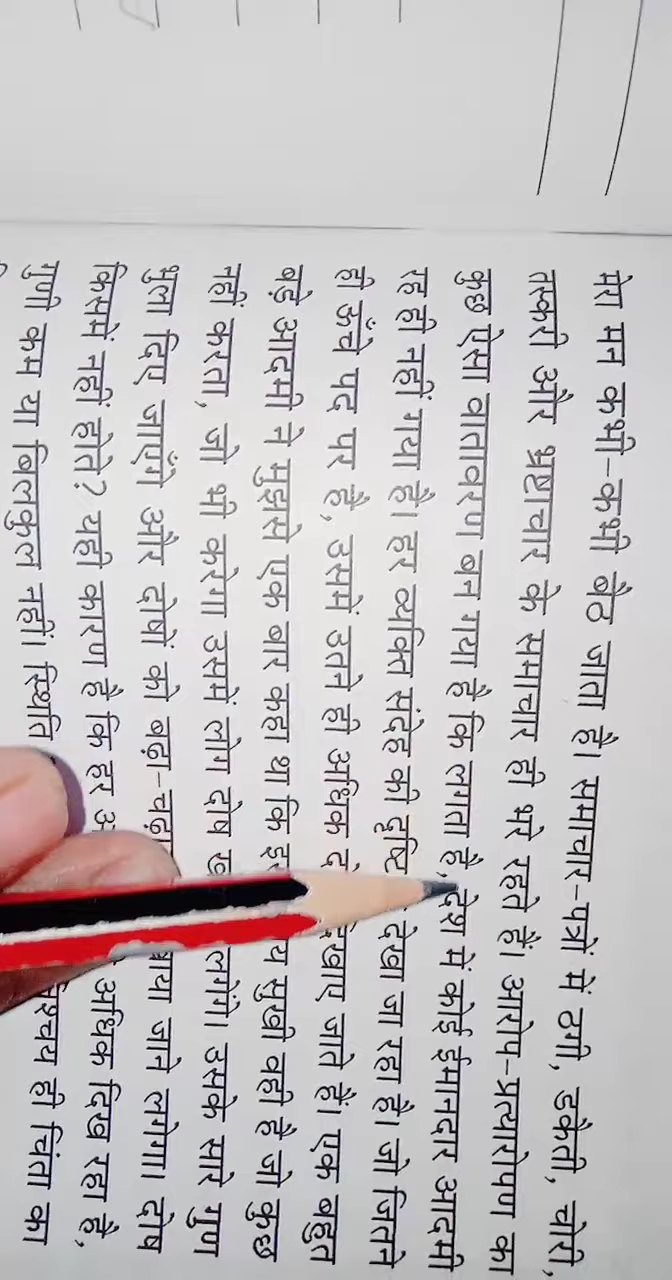 मेरा मन कभी-कभी बैठ जाता है। समाचार-पत्रों में ठगी, डकैती, चोरी,
तस्करी और भ्रष्टाचार के समाचार ही भरे रहते हैं। आरोप-प्रत्यारोपण का
कुछ ऐसा वातावरण बन गया है कि लगता है, देश में कोई ईमानदार आदमी
रह ही नहीं गया है। हर व्यक्ति संदेह की दृष्टि देखा जा रहा है। जो जितने
ही ऊँचे पद पर है, उसमें उतने ही अधिक दिखाए जाते हैं। एक बहुत
बड़े आदमी ने मुझसे एक बार कहा था कि सुखी वही है जो कुछ
नहीं करता, जो भी करेगा उसमें लोग दोष लगेंगे। उसके सारे गुण
भुला दिए जाएँगे और दोषों को बढ़ा-चढ़ा जाने लगेगा। दोष
किसमें नहीं होते? यही कारण है कि हर अधिक दिख रहा है,
गुणी कम या बिलकुल नहीं। स्थिति ही चिंता का